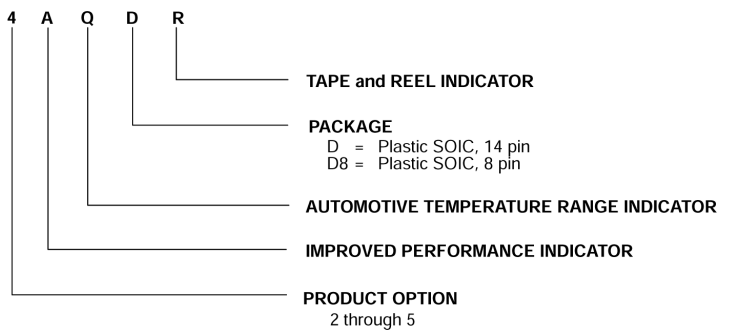 4 A Q D R
TAPE and REEL INDICATOR
PACKAGE
D = Plastic SOIC, 14 pin
D8 = Plastic SOIC, 8 pin
AUTOMOTIVE TEMPERATURE RANGE INDICATOR
IMPROVED PERFORMANCE INDICATOR
PRODUCT OPTION
2 through 5